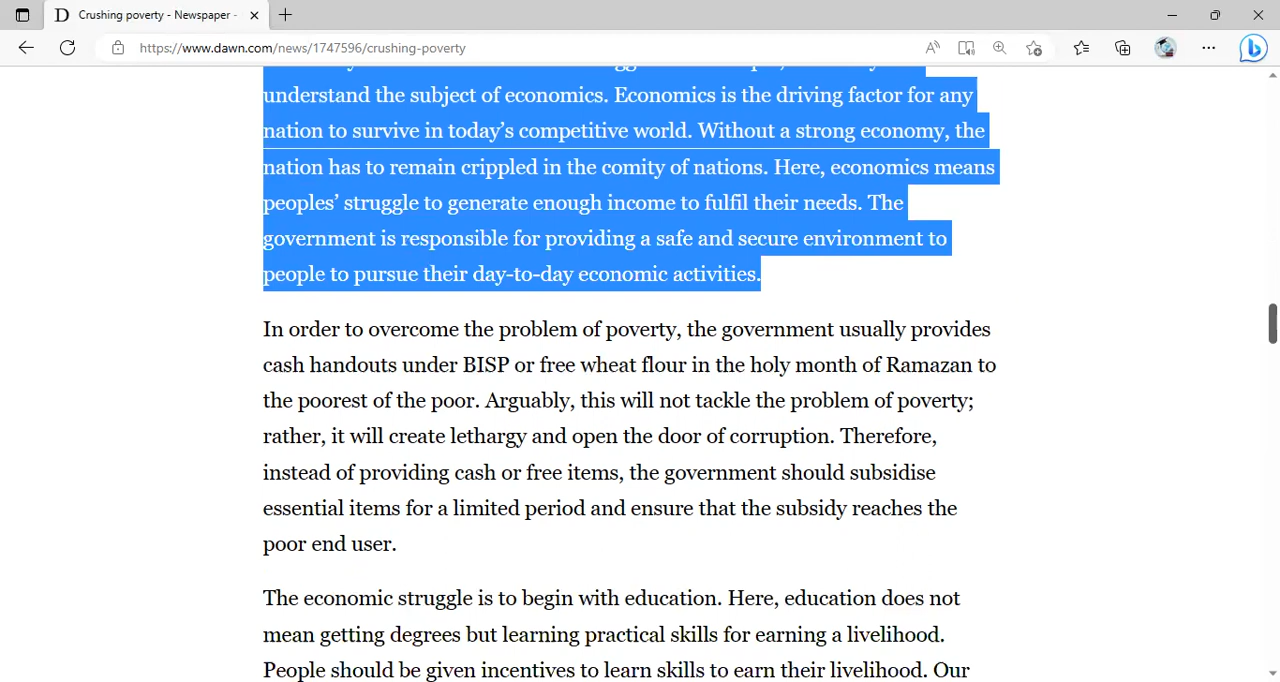 D Crushing poverty - Newspaper -
https://www.dawn.com/news/1747596/crushing-poverty
understand the subject of economics. Economics is the driving factor for any
nation to survive in today’s competitive world. Without a strong economy, the
nation has to remain crippled in the comity of nations. Here, economics means
peoples’ struggle to generate enough income to fulfil their needs. The
government is responsible for providing a safe and secure environment to
people to pursue their day-to-day economic activities.
In order to overcome the problem of poverty, the government usually provides
cash handouts under BISP or free wheat flour in the holy month of Ramazan to
the poorest of the poor. Arguably, this will not tackle the problem of poverty;
rather, it will create lethargy and open the door of corruption. Therefore,
instead of providing cash or free items, the government should subsidise
essential items for a limited period and ensure that the subsidy reaches the
poor end user.
The economic struggle is to begin with education. Here, education does not
mean getting degrees but learning practical skills for earning a livelihood.
People should be given incentives to learn skills to earn their livelihood. Our